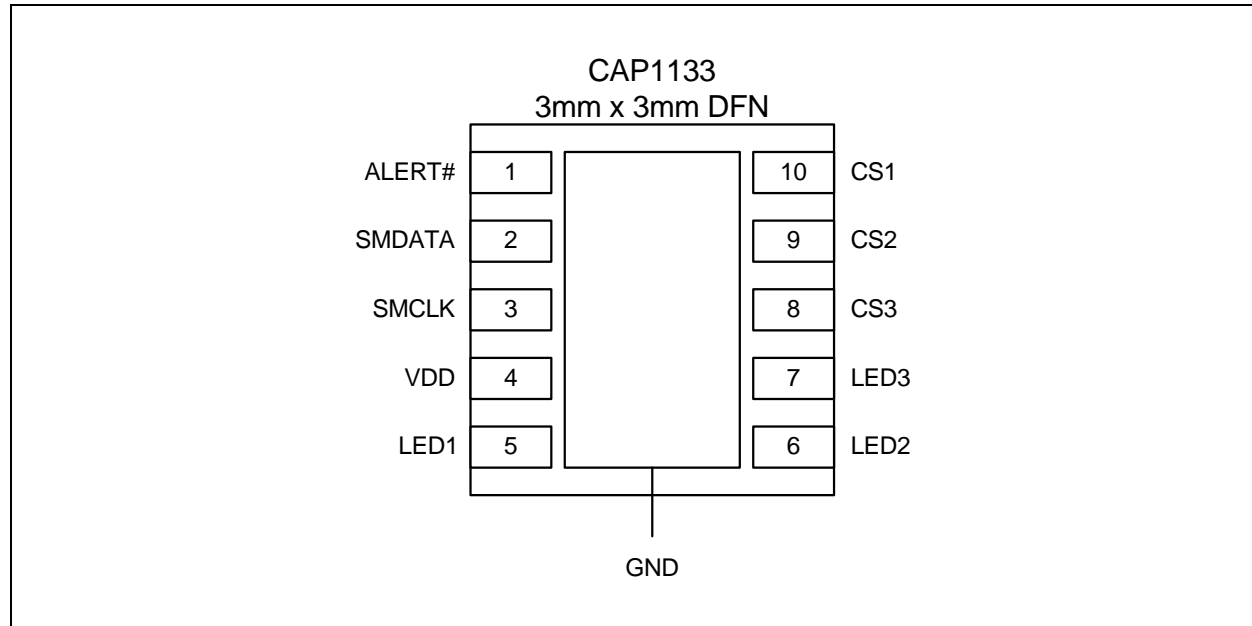 CAP1133
3mm x 3mm DFN
ALERT# 1 10 CS1
SMDATA 2 9 CS2
SMCLK 3 8 CS3
VDD 4 7 LED3
LED1 5 6 LED2
GND